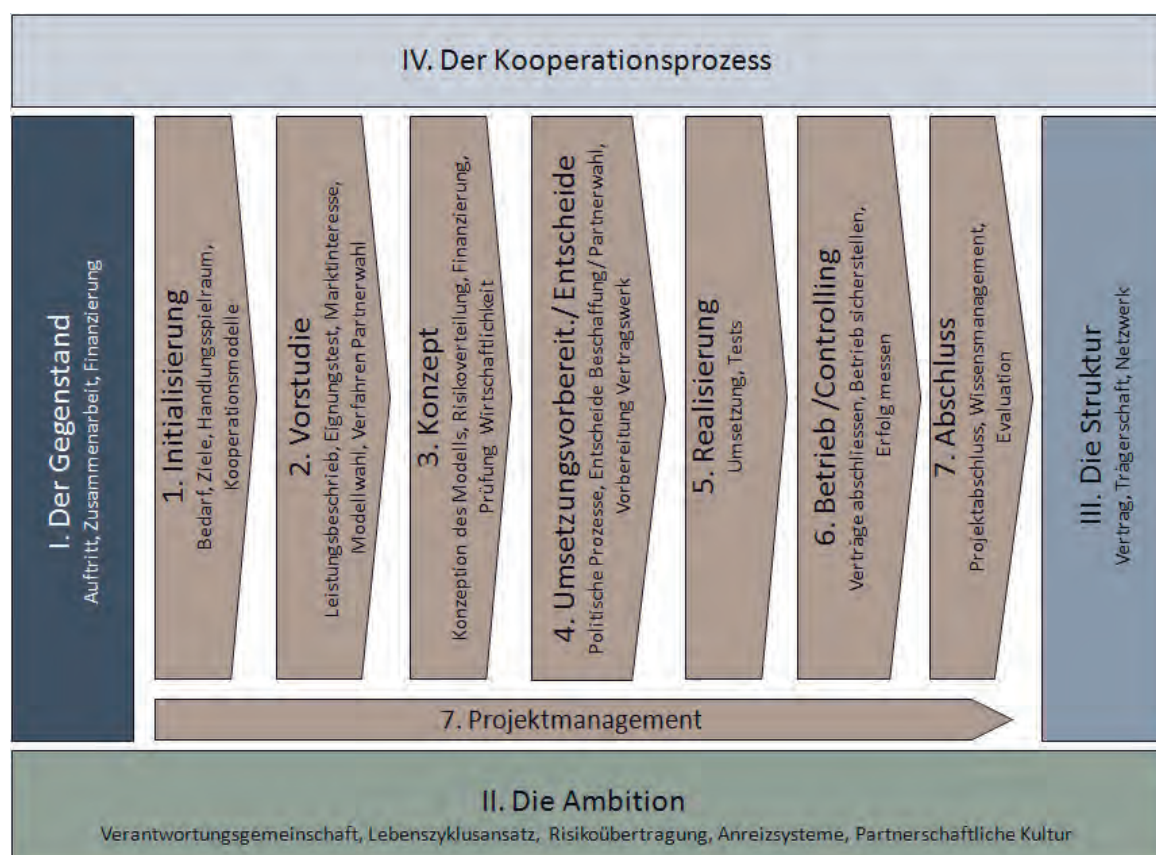 IV. Der Kooperationsprozess
I. Der Gegenstand
Auftritt, Zusammenarbeit, Finanzierung
1. Initialisierung
Bedarf, Ziele, Handlungsspielraum,
Kooperationsmodelle
2. Vorstudie
Leistungsbeschrieb, Eignungstest, Marktinteresse,
Modellwahl, Verfahren Partnerwahl
3. Konzept
Konzeption des Modells, Risikoverteilung, Finanzierung,
Prüfung Wirtschaftlichkeit
4. Umsetzungsvorbereit./ Entscheide
Politische Prozesse, Entscheide Beschaffung/ Partnerwahl,
Vorbereitung Vertragswerk
5. Realisierung
Umsetzung, Tests
6. Betrieb /Controlling
Verträge abschliessen, Betrieb sicherstellen,
Erfolg messen
7. Abschluss
Projektabschluss, Wissensmanagement,
Evaluation
III. Die Struktur
Vertrag, Trägerschaft, Netzwerk
7. Projektmanagement
II. Die Ambition
Verantwortungsgemeinschaft, Lebenszyklusansatz, Risikoübertragung, Anreizsysteme, Partnerschaftliche Kultur